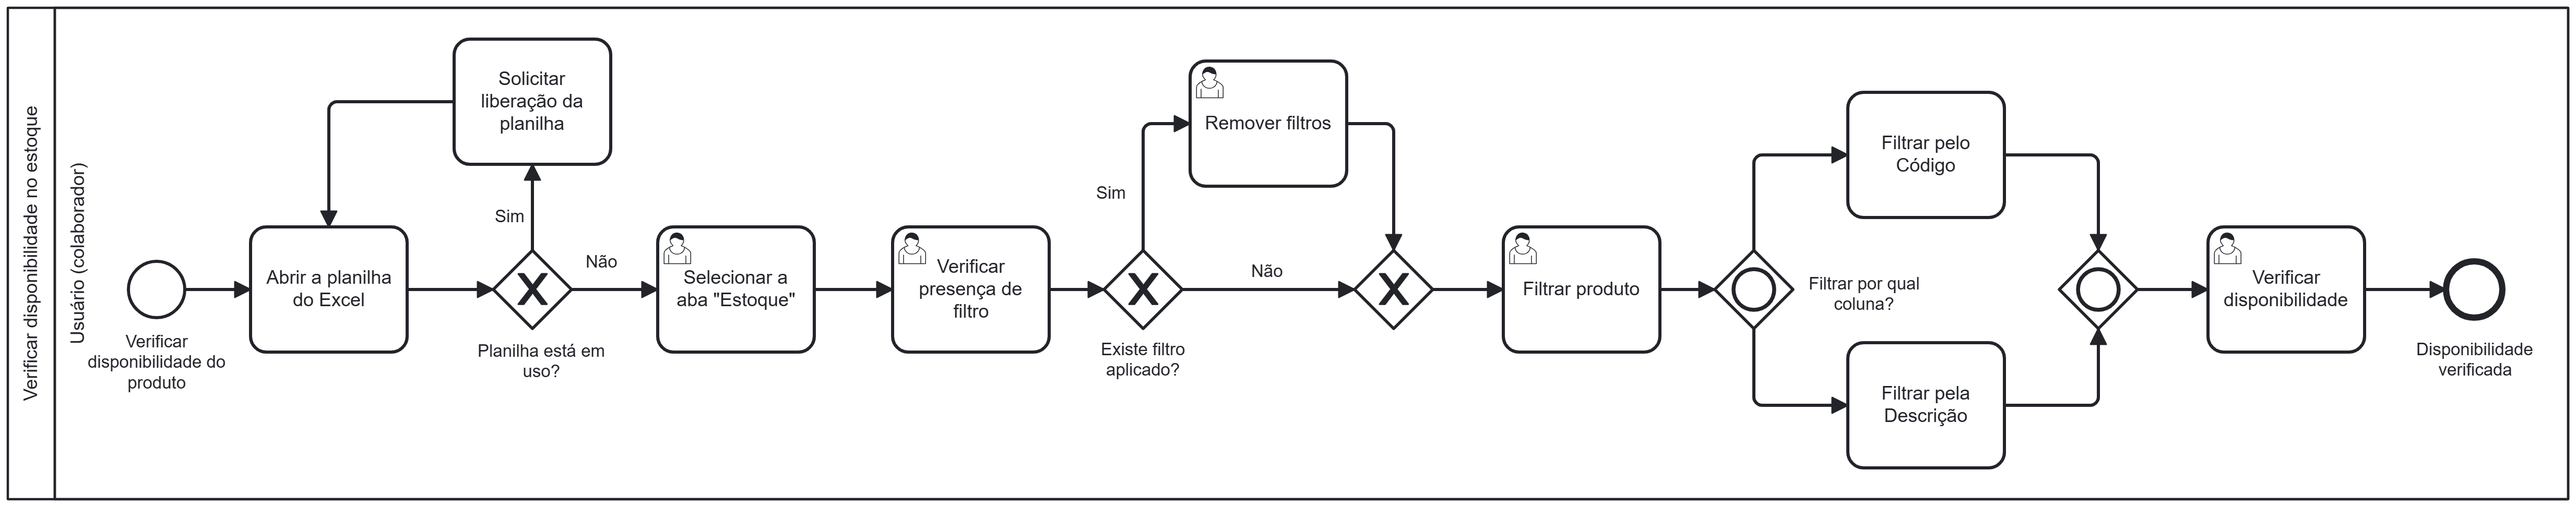 Verificar disponibilidade no estoque
Usuário (colaborador)
Verificar
disponibilidade do
produto
Abrir a planilha
do Excel
Solicitar
liberação da
planilha
Sim
Não
Planilha está em
uso?
Selecionar a
aba "Estoque"
Verificar
presença de
filtro
Sim
Existe filtro
aplicado?
Remover filtros
Não
Filtrar produto
Filtrar por qual
coluna?
Filtrar pelo
Código
Filtrar pela
Descrição
Verificar
disponibilidade
Disponibilidade
verificada